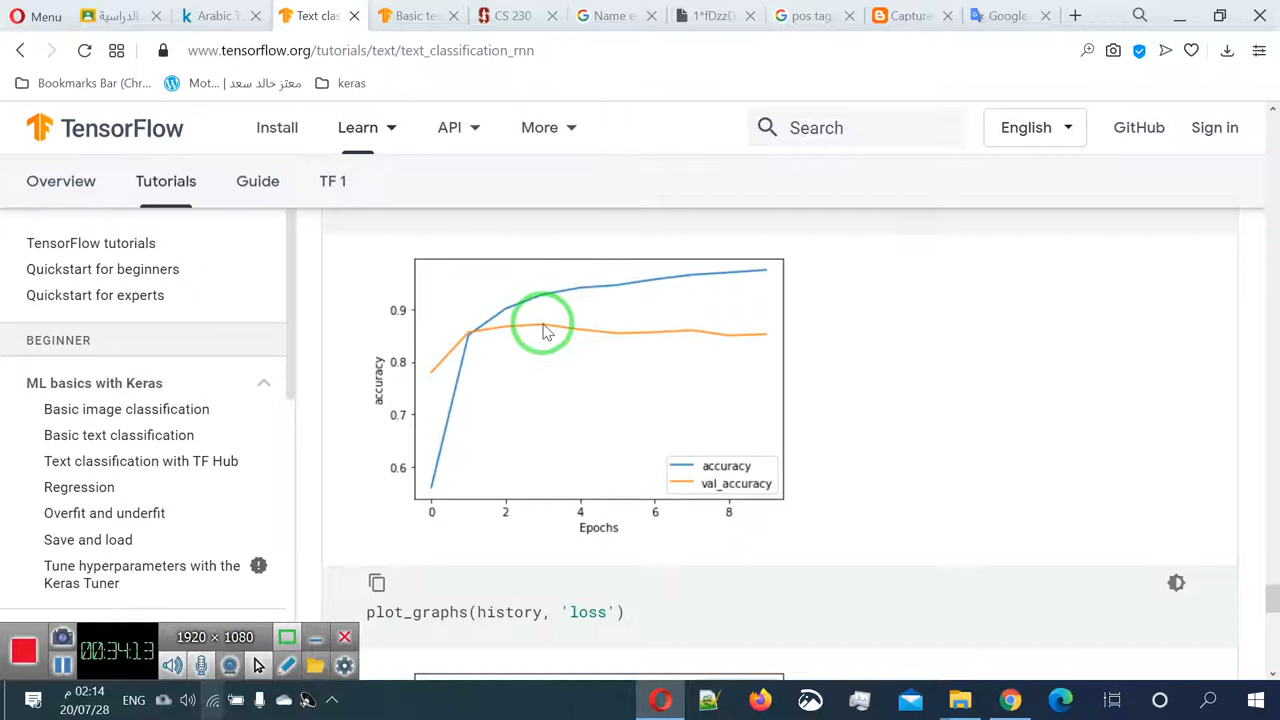 Menu
الدراسية
Arabic T
Text clas
Basic te
CS 230
Name e
1*fDzzD
pos tag
Capture
Google
www.tensorflow.org/tutorials/text/text_classification_rnn
Bookmarks Bar (Chr...
Mot... | معتز خالد سعد
keras
TensorFlow
Install
Learn
API
More
Search
English
GitHub
Sign in
Overview
Tutorials
Guide
TF 1
TensorFlow tutorials
Quickstart for beginners
Quickstart for experts
BEGINNER
ML basics with Keras
Basic image classification
Basic text classification
Text classification with TF Hub
Regression
Overfit and underfit
Save and load
Tune hyperparameters with the
Keras Tuner
0.9
0.8
0.7
0.6
accuracy
accuracy
val_accuracy
0 2 4 6 8
Epochs
plot_graphs(history, 'loss')
1920 × 1080
00:34:13
02:14 م
20/07/28
ENG